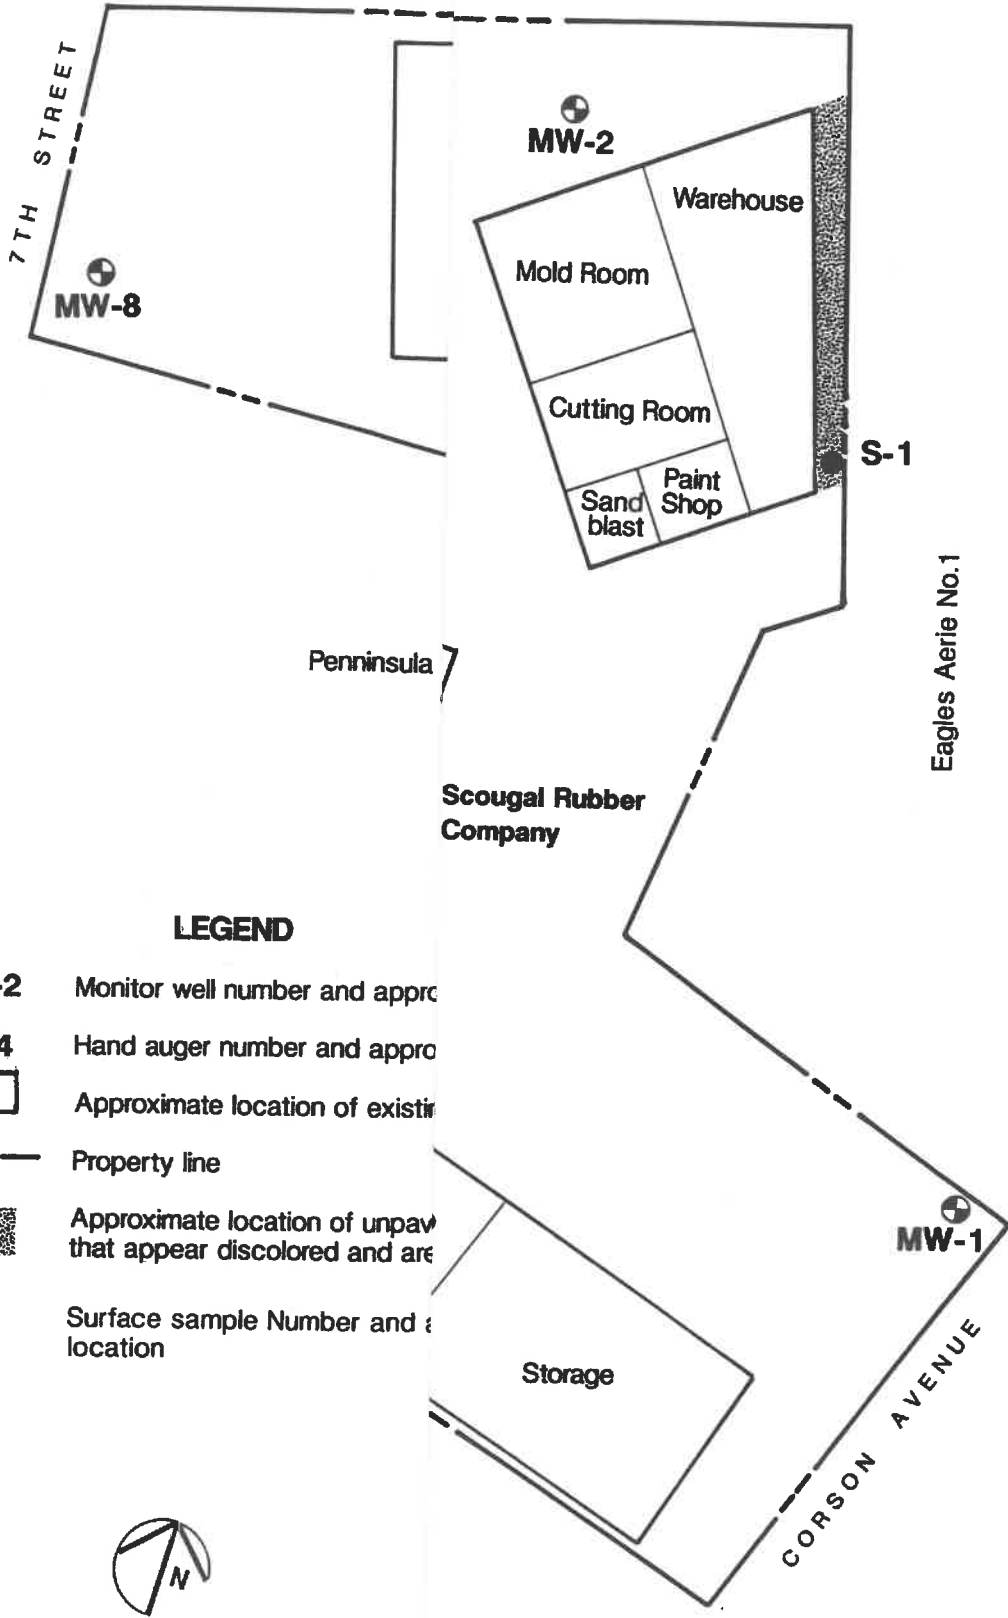 7TH STREET
MW-2
Warehouse
Mold Room
MW-8
Cutting Room
S-1
Paint
Shop
Sand
blast
Eagles Aerie No.1
Penninsula
Scougal Rubber
Company
LEGEND
-2 Monitor well number and appro
4 Hand auger number and appro
Approximate location of existin
Property line
Approximate location of unpav
that appear discolored and are
Surface sample Number and a
location
MW-1
Storage
CORSON AVENUE
N